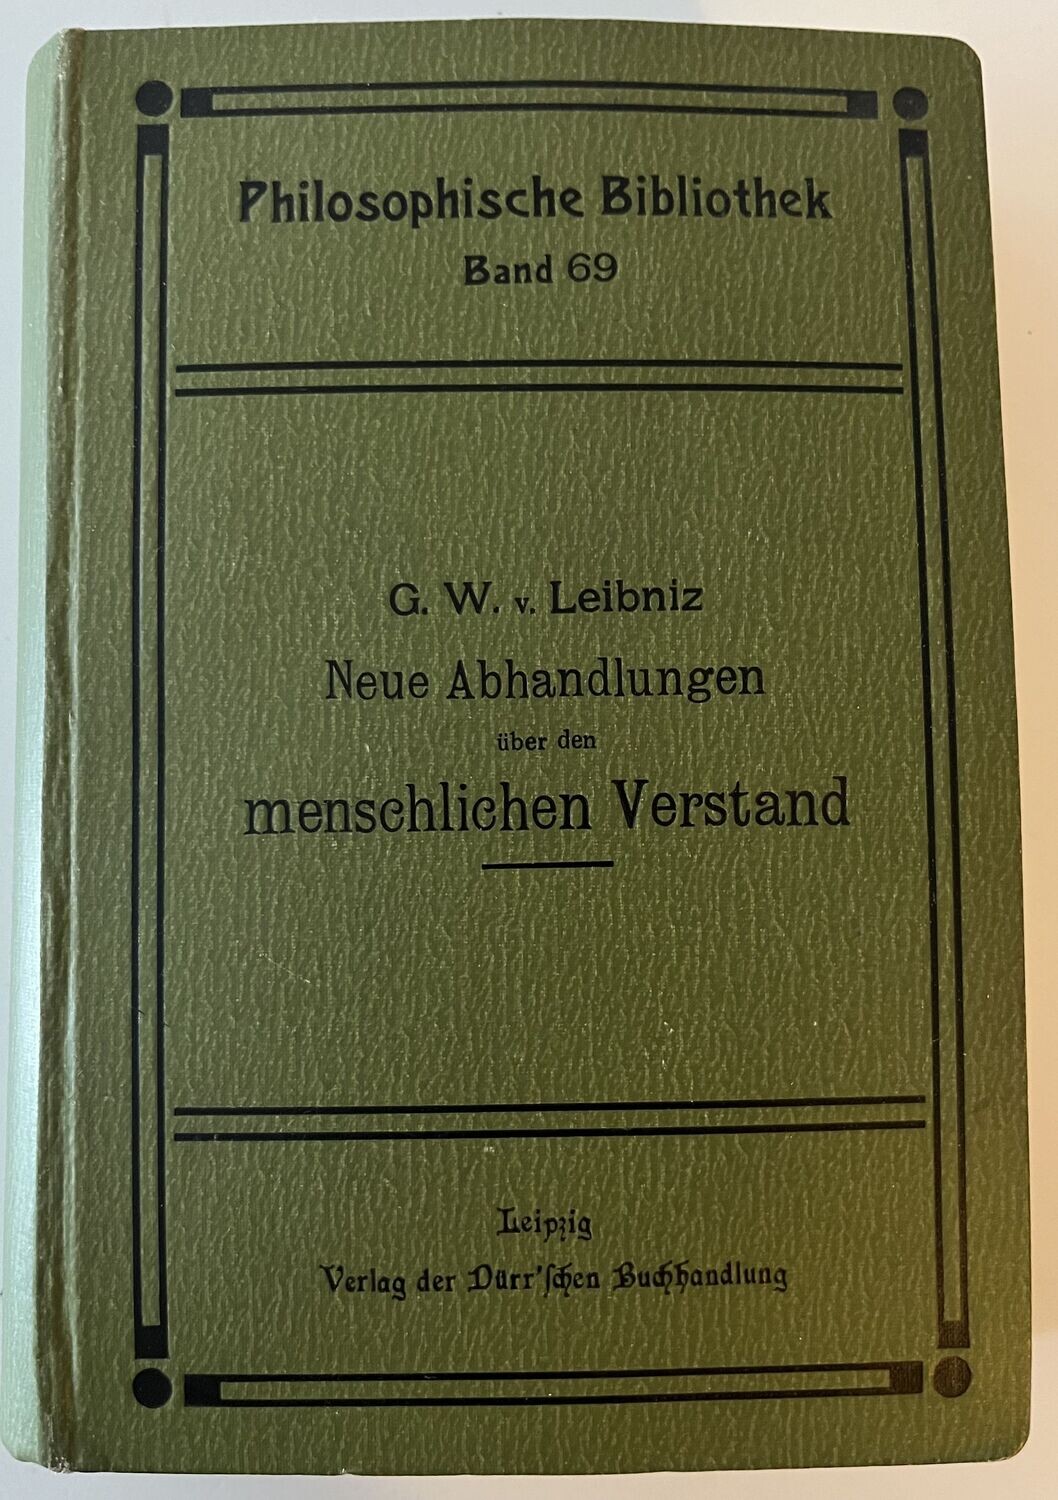 Philosophische Bibliothek
Band 69
G. W. v. Leibniz
Neue Abhandlungen
über den
menschlichen Verstand
Leipzig
Verlag der Dürr'schen Buchhandlung